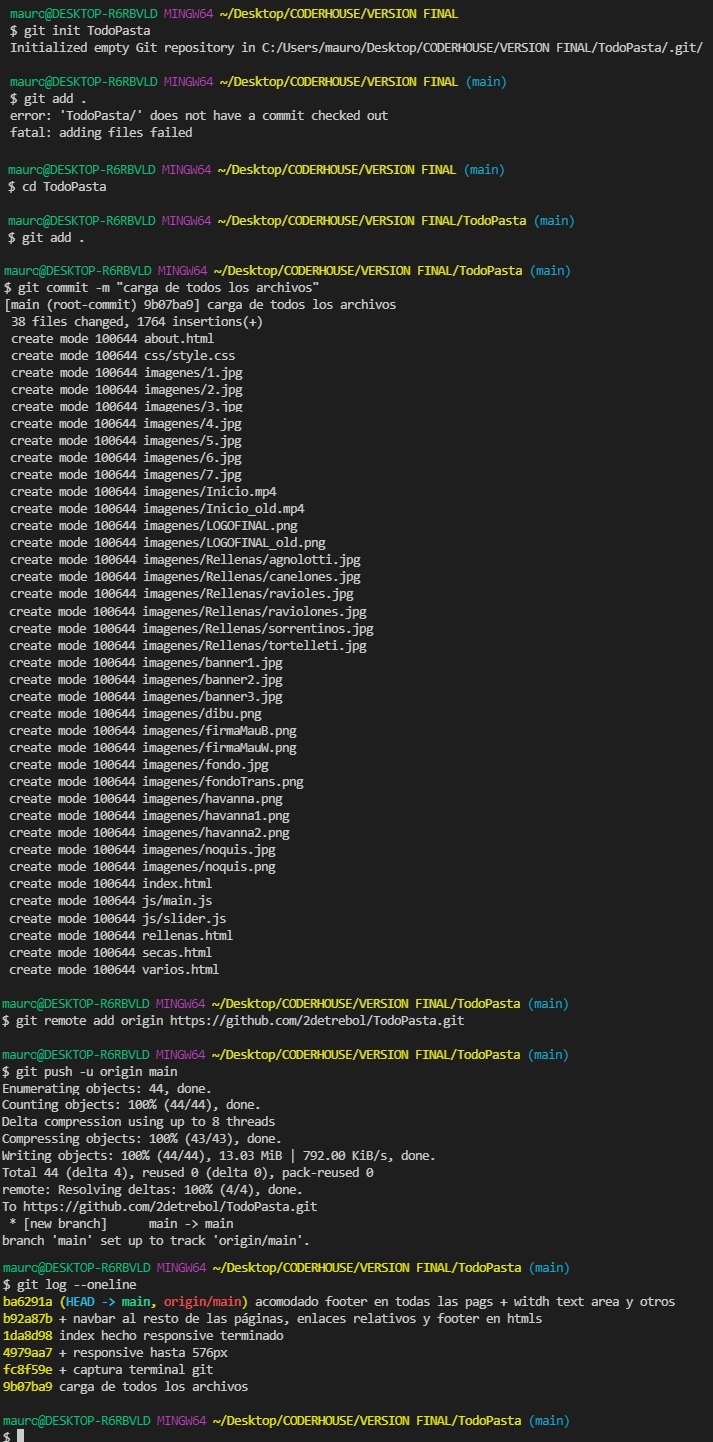 maurc@DESKTOP-R6RBVLD MINGW64 ~/Desktop/CODERHOUSE/VERSION FINAL
$ git init TodoPasta
Initialized empty Git repository in C:/Users/mauro/Desktop/CODERHOUSE/VERSION FINAL/TodoPasta/.git/
maurc@DESKTOP-R6RBVLD MINGW64 ~/Desktop/CODERHOUSE/VERSION FINAL (main)
$ git add .
error: 'TodoPasta/' does not have a commit checked out
fatal: adding files failed
maurc@DESKTOP-R6RBVLD MINGW64 ~/Desktop/CODERHOUSE/VERSION FINAL (main)
$ cd TodoPasta
maurc@DESKTOP-R6RBVLD MINGW64 ~/Desktop/CODERHOUSE/VERSION FINAL/TodoPasta (main)
$ git add .
maurc@DESKTOP-R6RBVLD MINGW64 ~/Desktop/CODERHOUSE/VERSION FINAL/TodoPasta (main)
$ git commit -m "carga de todos los archivos"
[main (root-commit) 9b07ba9] carga de todos los archivos
38 files changed, 1764 insertions(+)
create mode 100644 about.html
create mode 100644 css/style.css
create mode 100644 imagenes/1.jpg
create mode 100644 imagenes/2.jpg
create mode 100644 imagenes/3.jpg
create mode 100644 imagenes/4.jpg
create mode 100644 imagenes/5.jpg
create mode 100644 imagenes/6.jpg
create mode 100644 imagenes/7.jpg
create mode 100644 imagenes/Inicio.mp4
create mode 100644 imagenes/Inicio_old.mp4
create mode 100644 imagenes/LOGOFINAL.png
create mode 100644 imagenes/LOGOFINAL_old.png
create mode 100644 imagenes/Rellenas/agnolotti.jpg
create mode 100644 imagenes/Rellenas/canelones.jpg
create mode 100644 imagenes/Rellenas/ravioles.jpg
create mode 100644 imagenes/Rellenas/raviolones.jpg
create mode 100644 imagenes/Rellenas/sorrentinos.jpg
create mode 100644 imagenes/Rellenas/tortelleti.jpg
create mode 100644 imagenes/banner1.jpg
create mode 100644 imagenes/banner2.jpg
create mode 100644 imagenes/banner3.jpg
create mode 100644 imagenes/dibu.png
create mode 100644 imagenes/firmaMauB.png
create mode 100644 imagenes/firmaMauW.png
create mode 100644 imagenes/fondo.jpg
create mode 100644 imagenes/fondoTrans.png
create mode 100644 imagenes/havanna.png
create mode 100644 imagenes/havanna1.png
create mode 100644 imagenes/havanna2.png
create mode 100644 imagenes/noquis.jpg
create mode 100644 imagenes/noquis.png
create mode 100644 index.html
create mode 100644 js/main.js
create mode 100644 js/slider.js
create mode 100644 rellenas.html
create mode 100644 secas.html
create mode 100644 varios.html
maurc@DESKTOP-R6RBVLD MINGW64 ~/Desktop/CODERHOUSE/VERSION FINAL/TodoPasta (main)
$ git remote add origin https://github.com/2detrebol/TodoPasta.git
maurc@DESKTOP-R6RBVLD MINGW64 ~/Desktop/CODERHOUSE/VERSION FINAL/TodoPasta (main)
$ git push -u origin main
Enumerating objects: 44, done.
Counting objects: 100% (44/44), done.
Delta compression using up to 8 threads
Compressing objects: 100% (43/43), done.
Writing objects: 100% (44/44), 13.03 MiB | 792.00 KiB/s, done.
Total 44 (delta 4), reused 0 (delta 0), pack-reused 0
remote: Resolving deltas: 100% (4/4), done.
To https://github.com/2detrebol/TodoPasta.git
* [new branch]      main -> main
branch 'main' set up to track 'origin/main'.
maurc@DESKTOP-R6RBVLD MINGW64 ~/Desktop/CODERHOUSE/VERSION FINAL/TodoPasta (main)
$ git log --oneline
ba6291a (HEAD -> main, origin/main) acomodado footer en todas las pags + witdh text area y otros
b92a87b + navbar al resto de las páginas, enlaces relativos y footer en htmls
1da8d98 index hecho responsive terminado
4979aa7 + responsive hasta 576px
fc8f59e + captura terminal git
9b07ba9 carga de todos los archivos
maurc@DESKTOP-R6RBVLD MINGW64 ~/Desktop/CODERHOUSE/VERSION FINAL/TodoPasta (main)
$